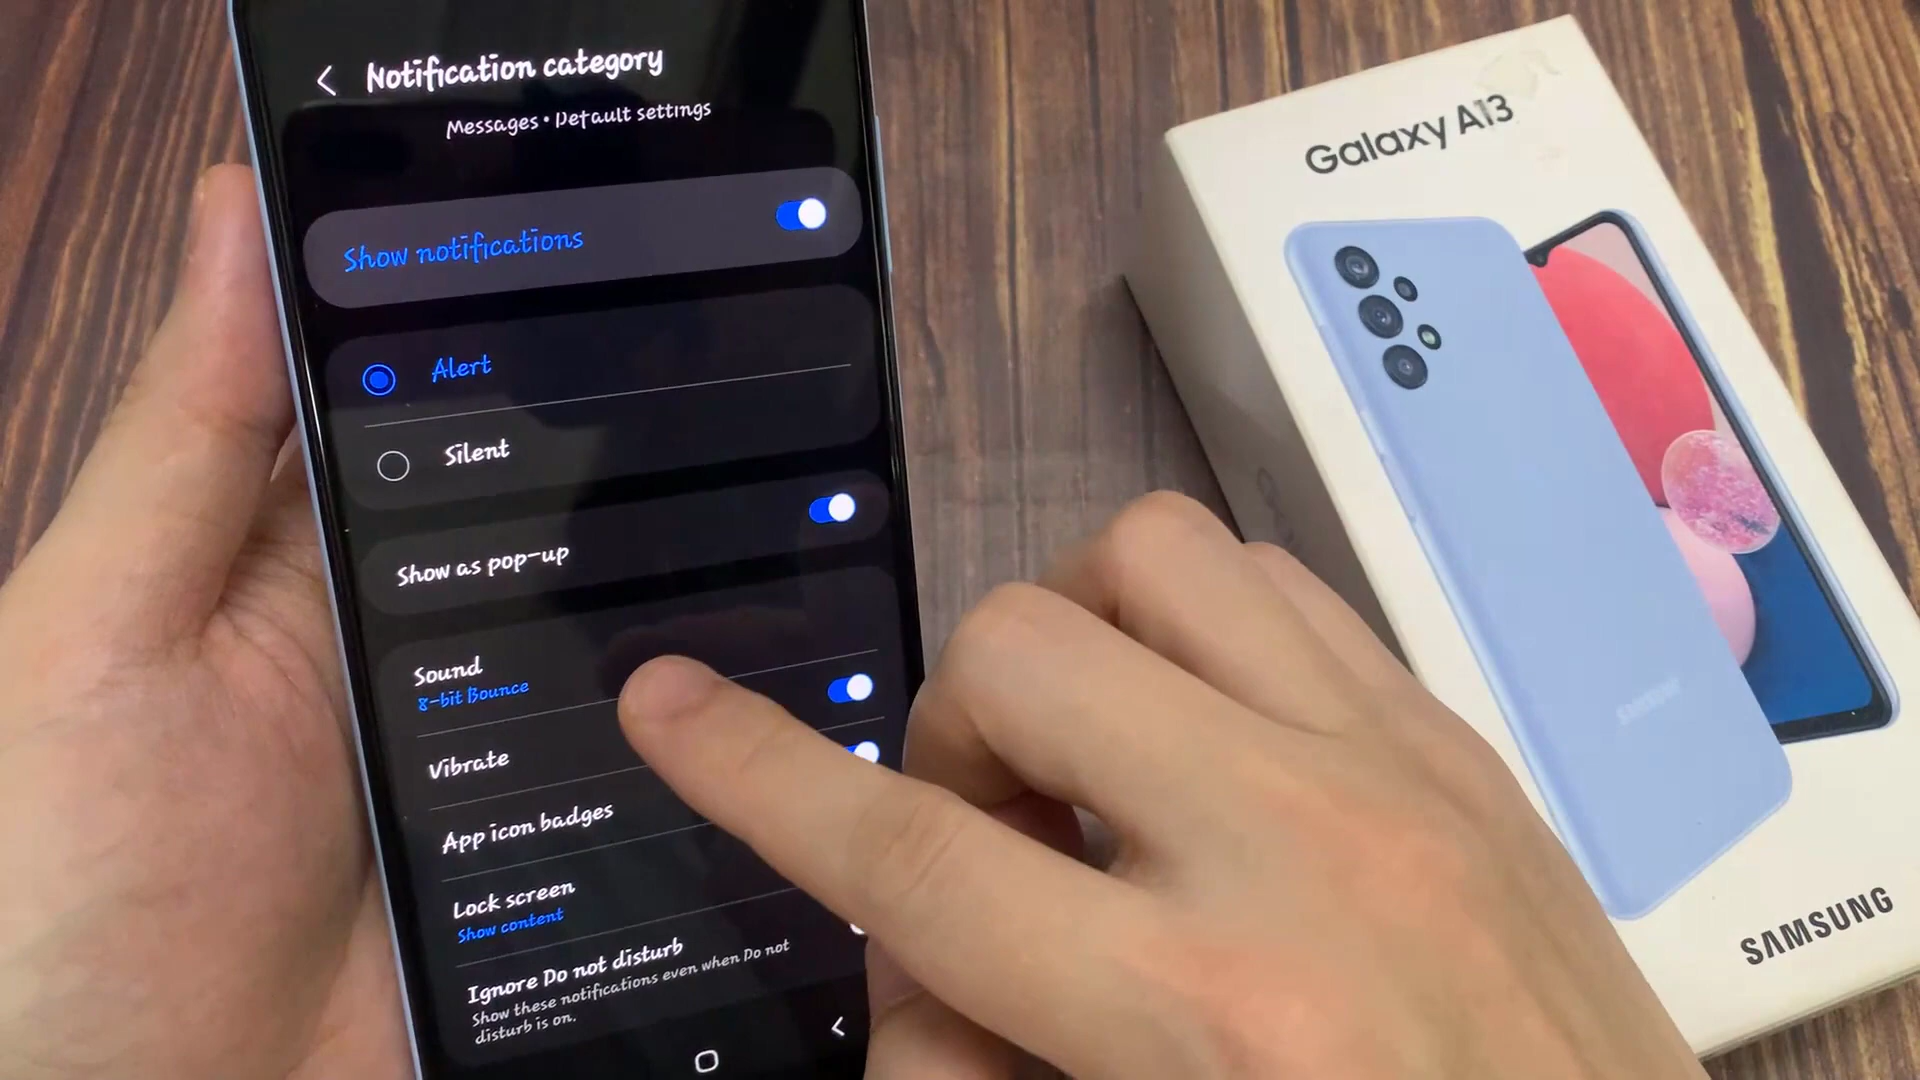 Notification category
Messages • Default settings
Show notifications
Alert
Silent
Show as pop-up
Sound
8-bit Bounce
Vibrate
App icon badges
Lock screen
Show content
Ignore Do not disturb
Show these notifications even when Do not
disturb is on.
Galaxy A13
SAMSUNG
SAMSUNG